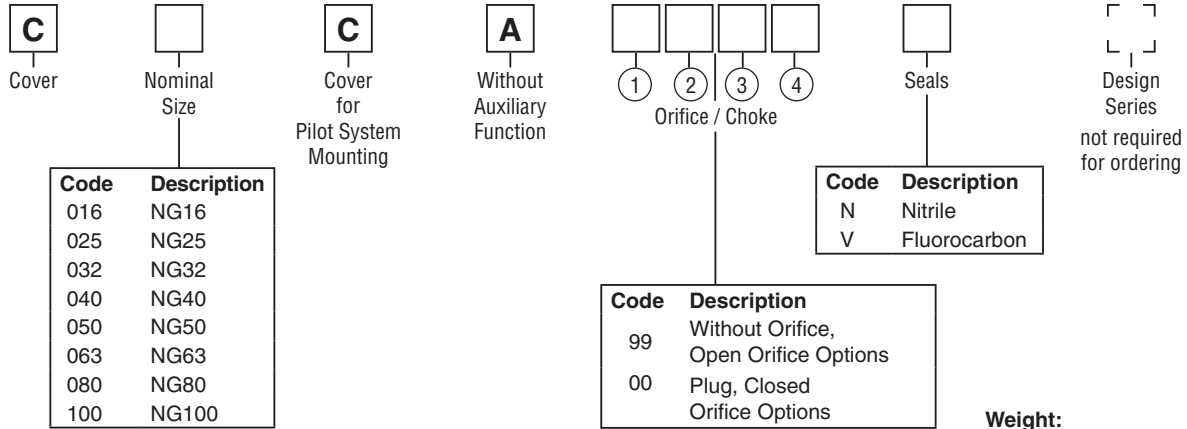 C C A
Cover
Nominal
Size
Cover
for
Pilot System
Mounting
Without
Auxiliary
Function
1 2 3 4
Orifice / Choke
Seals
Design
Series
not required
for ordering
Code Description
016 NG16
025 NG25
032 NG32
040 NG40
050 NG50
063 NG63
080 NG80
100 NG100
Code Description
N Nitrile
V Fluorocarbon
Code Description
99 Without Orifice,
Open Orifice Options
00 Plug, Closed
Orifice Options
Weight: